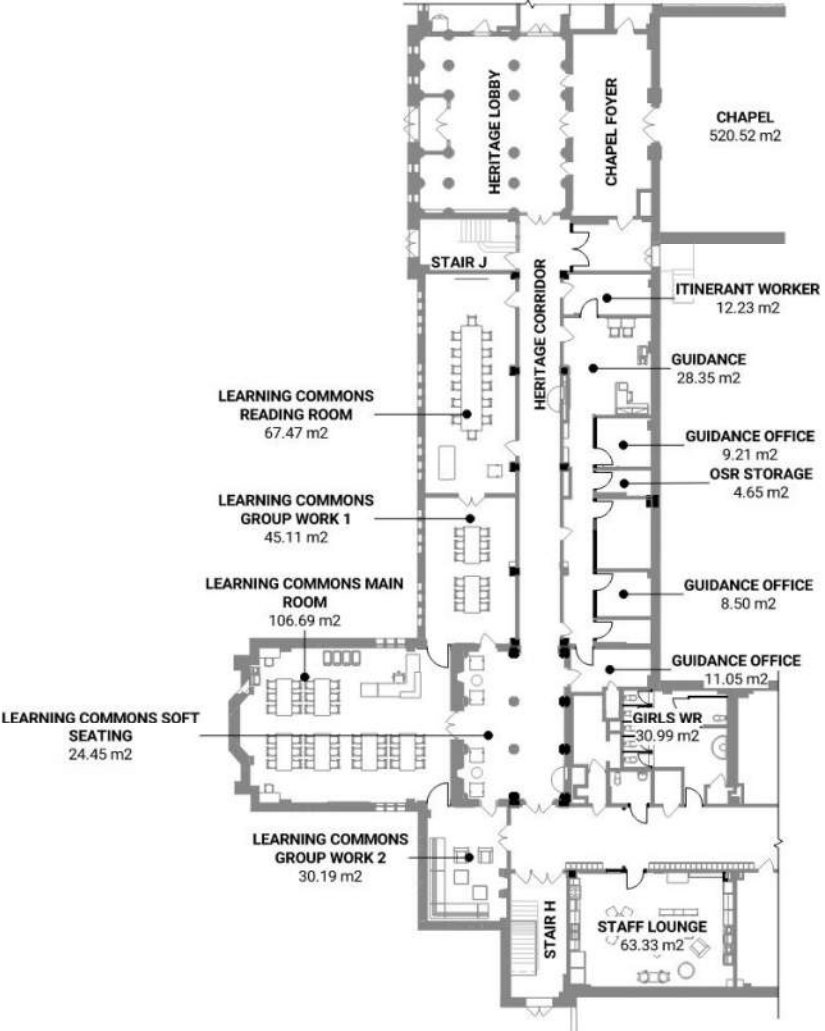 HERITAGE LOBBY
CHAPEL FOYER
CHAPEL
520.52 m2
STAIR J
HERITAGE CORRIDOR
ITINERANT WORKER
12.23 m2
GUIDANCE
28.35 m2
LEARNING COMMONS
READING ROOM
67.47 m2
GUIDANCE OFFICE
9.21 m2
OSR STORAGE
4.65 m2
LEARNING COMMONS
GROUP WORK 1
45.11 m2
LEARNING COMMONS MAIN
ROOM
106.69 m2
GUIDANCE OFFICE
8.50 m2
GUIDANCE OFFICE
11.05 m2
LEARNING COMMONS SOFT
SEATING
24.45 m2
GIRLS WR
30.99 m2
LEARNING COMMONS
GROUP WORK 2
30.19 m2
STAIR H
STAFF LOUNGE
63.33 m2